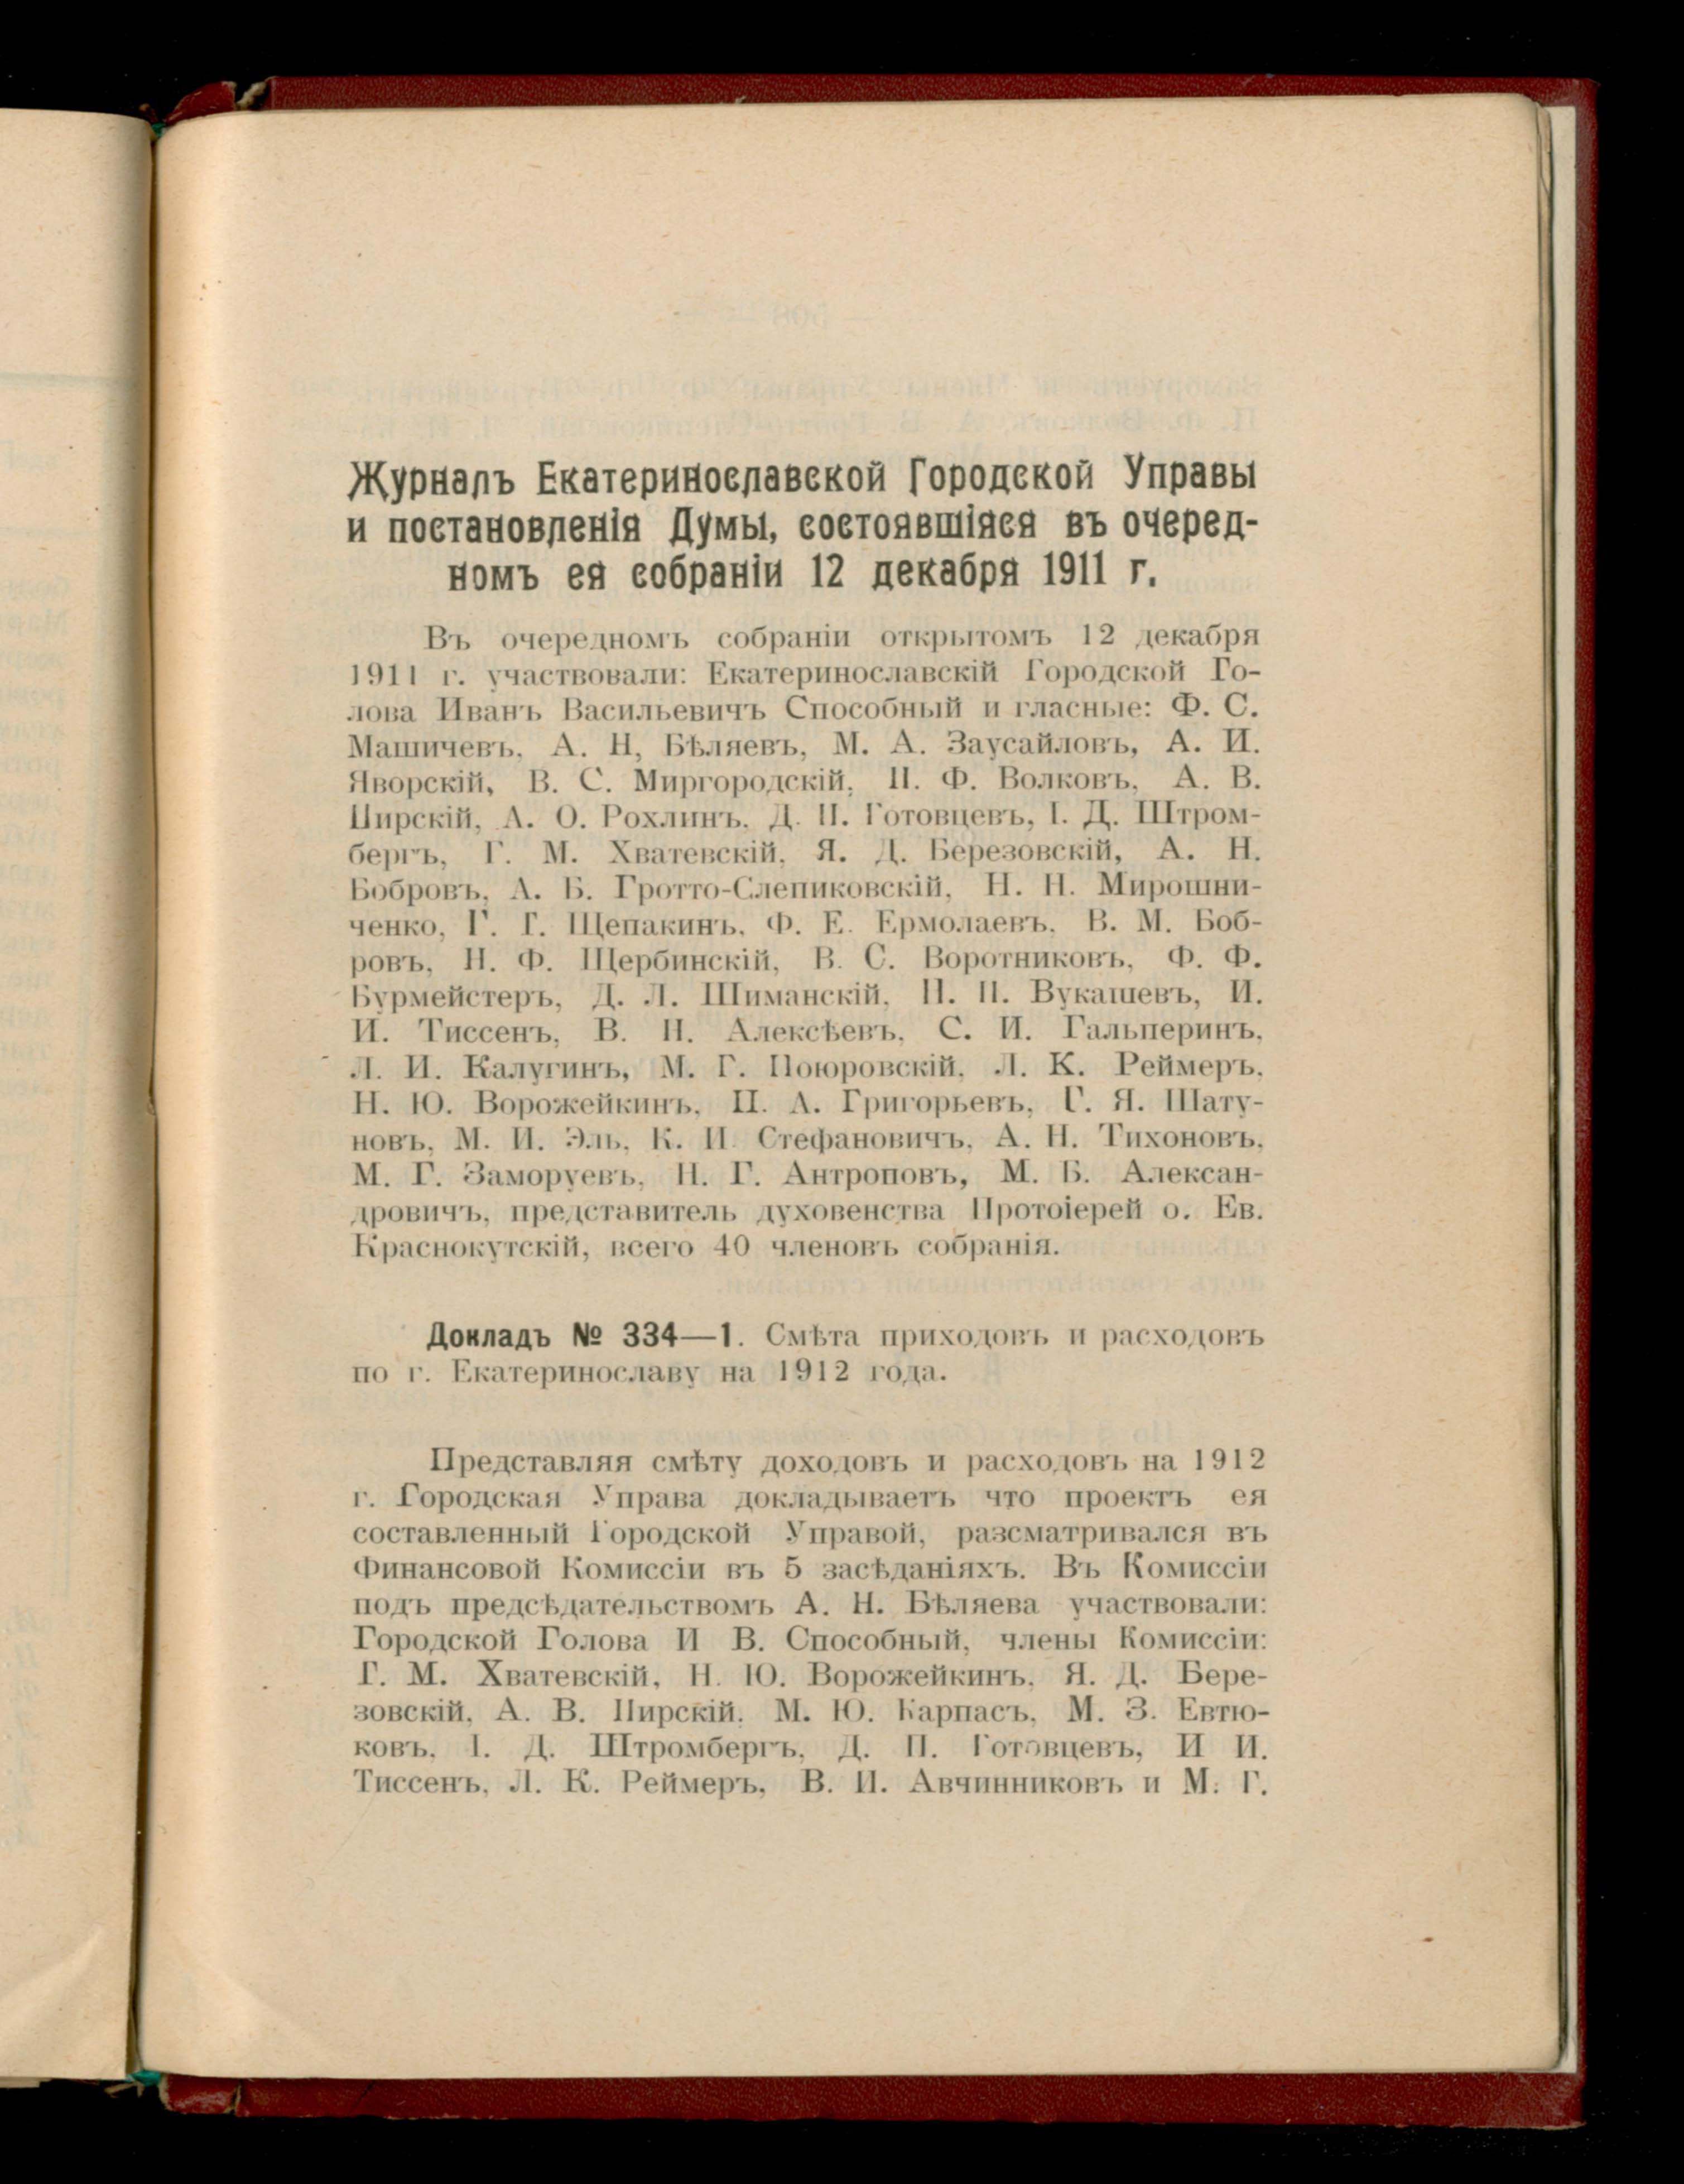 Журналъ Екатеринославской Городской Управы
и постановленія Думы, состоявшіяся въ очеред-
номъ ея собраніи 12 декабря 1911 г.
Въ очередномъ собраніи открытомъ 12 декабря
1911 г. участвовали: Екатеринославскій Городской Го-
лова Иванъ Васильевичъ Способный и гласные: Ф. С.
Машичевъ, А. Н, Бѣляевъ, М. А. Заусайловъ, А. И.
Яворскій, В. С. Миргородскій, П. Ф. Волковъ, А. В.
Пирскій, А. О. Рохлинъ, Д. П. Готовцевъ, І. Д. Штром-
бергъ, Г. М. Хватевскій, Я. Д. Березовскій, А. Н.
Бобровъ, А. Б. Гротто-Слепиковскій, Н. Н. Мирошни-
ченко, Г. Г. Щепакинъ, Ф. Е. Ермолаевъ, В. М. Боб-
ровъ, Н. Ф. Щербинскій, В. С. Воротниковъ, Ф. Ф.
Бурмейстеръ, Д. Л. Шиманскій, П. П. Вукашевъ, И.
И. Тиссенъ, В. Н. Алексѣевъ, С. И. Гальперинъ,
Л. И. Калугинъ, М. Г. Поюровскій, Л. К. Реймеръ,
Н. Ю. Ворожейкинъ, П. А. Григорьевъ, Г. Я. Шату-
новъ, М. И. Эль, К. И. Стефановичъ, А. Н. Тихоновъ,
М. Г. Заморуевъ, Н. Г. Антроповъ, М. Б. Алексан-
дровичъ, представитель духовенства Протоіерей о. Ев.
Краснокутскій, всего 40 членовъ собранія.
Докладъ № 334—1. Смѣта приходовъ и расходовъ
по г. Екатеринославу на 1912 года.
Представляя смѣту доходовъ и расходовъ на 1912
г. Городская Управа докладываетъ что проектъ ея
составленный Городской Управой, разсматривался въ
Финансовой Комиссіи въ 5 засѣданіяхъ. Въ Комиссіи
подъ предсѣдательствомъ А. Н. Бѣляева участвовали:
Городской Голова И В. Способный, члены Комиссіи:
Г. М. Хватевскій, Н. Ю. Ворожейкинъ, Я. Д. Бере-
зовскій, А. В. Пирскій, М. Ю. Карпасъ, М. З. Евтю-
ковъ, І. Д. Штромбергъ, Д. П. Готовцевъ, И И.
Тиссенъ, Л. К. Реймеръ, В. И. Авчинниковъ и М. Г.